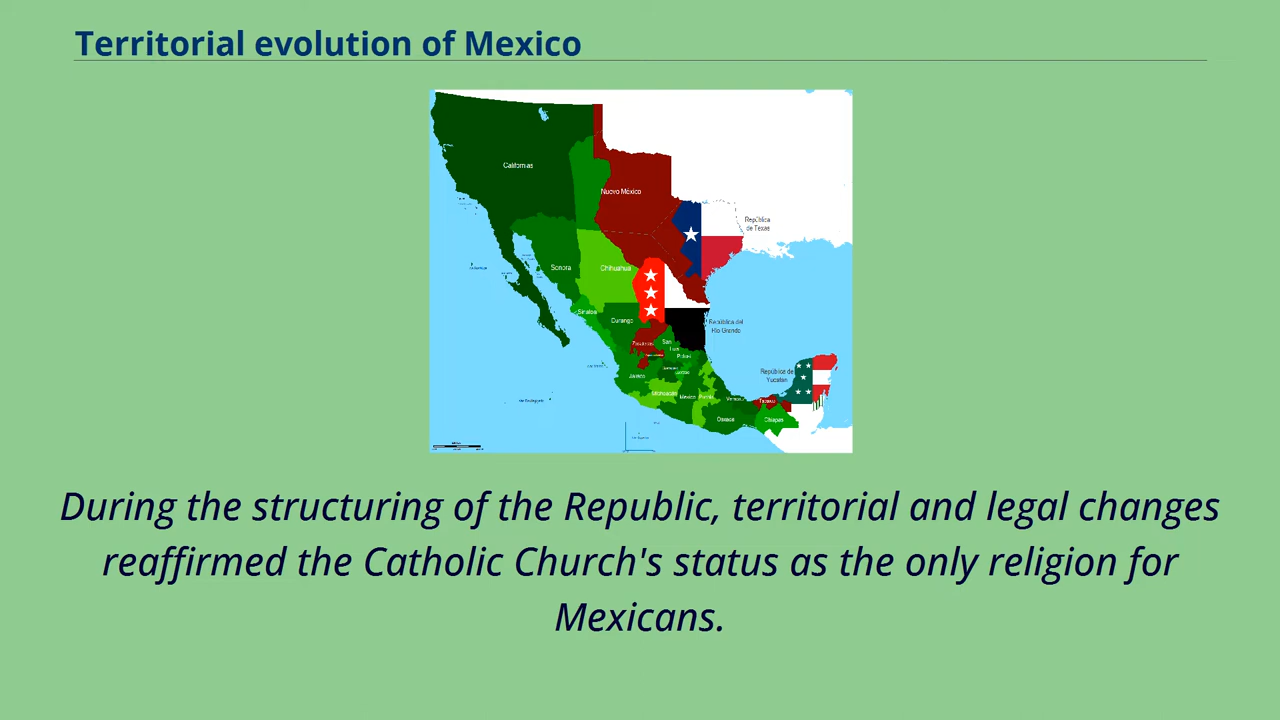 Territorial evolution of Mexico
Californias
Nuevo México
República
de Texas
Sonora
Chihuahua
Sinaloa
Durango
República del
Río Grande
San
Luis
Potosí
República de
Yucatán
Jalisco
Michoacán
México
Puebla
Veracruz
Tabasco
Oaxaca
Chiapas
During the structuring of the Republic, territorial and legal changes
reaffirmed the Catholic Church's status as the only religion for
Mexicans.